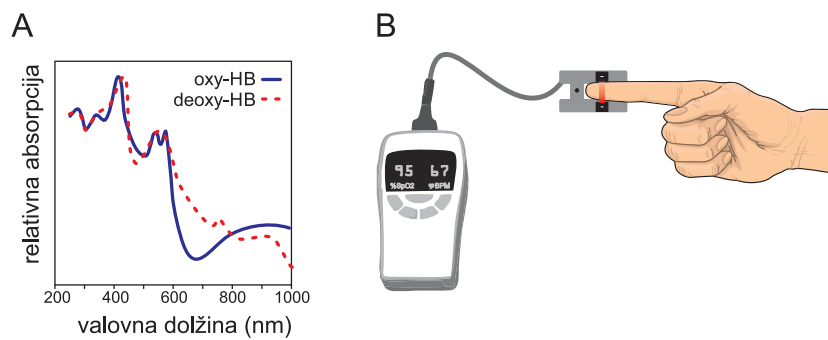 A
relativna absorpcija
oxy-HB
deoxy-HB
200 400 600 800 1000
valovna dolžina (nm)
B
95 67
%SpO2 ♥BPM